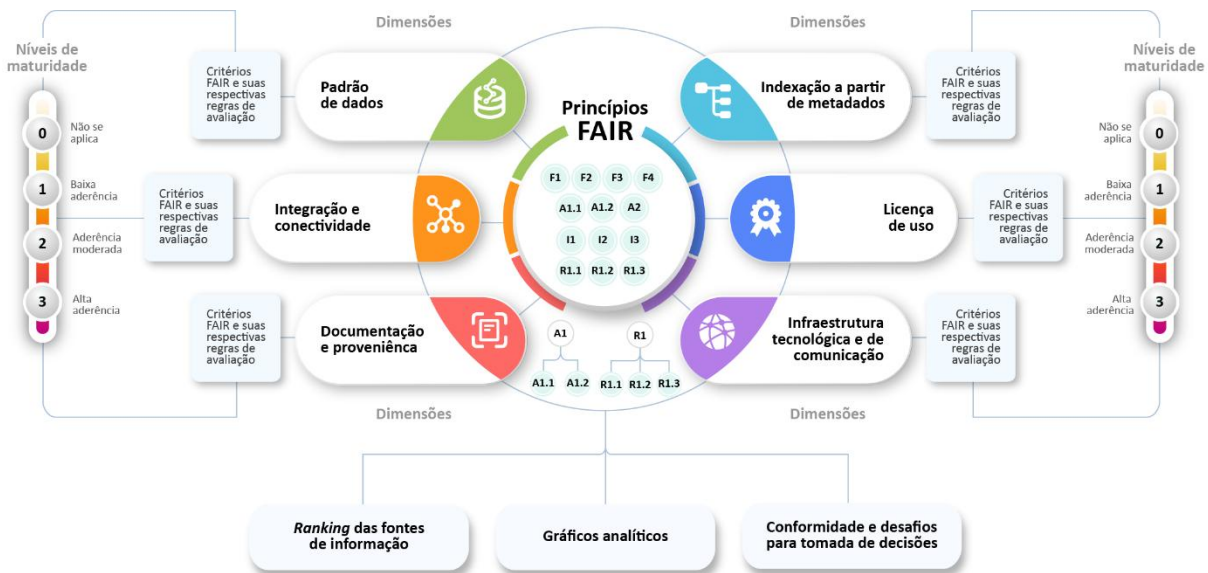 Dimensões
Dimensões
Níveis de
maturidade
0
Não se
aplica
1
Baixa
aderência
2
Aderência
moderada
3
Alta
aderência
Critérios
FAIR e suas
respectivas
regras de
avaliação
Padrão
de dados
Critérios
FAIR e suas
respectivas
regras de
avaliação
Integração e
conectividade
Critérios
FAIR e suas
respectivas
regras de
avaliação
Documentação
e proveniênca
Princípios
FAIR
F1 F2 F3 F4
A1.1 A1.2 A2
I1 I2 I3
R1.1 R1.2 R1.3
A1
A1.1 A1.2
R1
R1.1 R1.2 R1.3
Indexação a partir
de metadados
Critérios
FAIR e suas
respectivas
regras de
avaliação
Licença
de uso
Critérios
FAIR e suas
respectivas
regras de
avaliação
Infraestrutura
tecnológica e de
comunicação
Critérios
FAIR e suas
respectivas
regras de
avaliação
Níveis de
maturidade
Não se
aplica
0
Baixa
aderência
1
Aderência
moderada
2
Alta
aderência
3
Dimensões
Dimensões
Ranking das fontes
de informação
Gráficos analíticos
Conformidade e desafios
para tomada de decisões